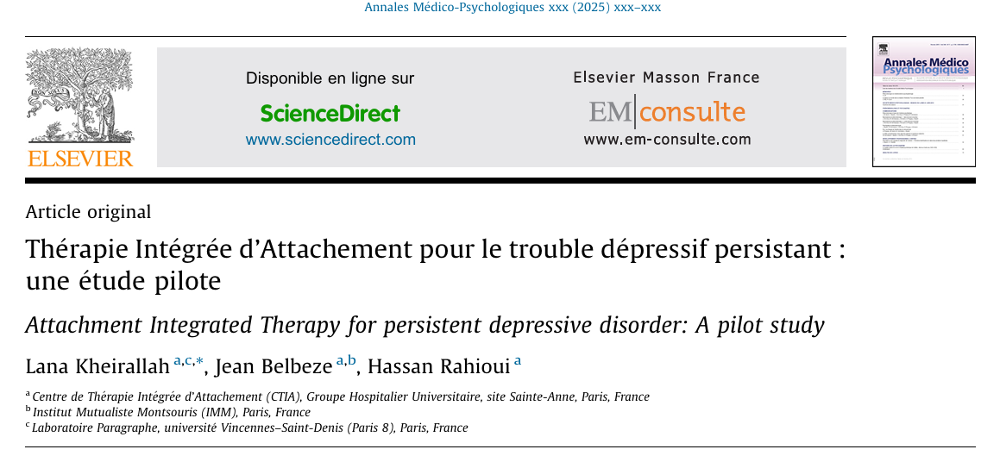 Annales Médico-Psychologiques xxx (2025) xxx–xxx
ELSEVIER
Disponible en ligne sur
ScienceDirect
www.sciencedirect.com
Elsevier Masson France
EM|consulte
www.em-consulte.com
Annales Médico
Psychologiques
Article original
Thérapie Intégrée d'Attachement pour le trouble dépressif persistant :
une étude pilote
Attachment Integrated Therapy for persistent depressive disorder: A pilot study
Lana Kheirallah a,c,*, Jean Belbeze a,b, Hassan Rahioui a
a Centre de Thérapie Intégrée d'Attachement (CTIA), Groupe Hospitalier Universitaire, site Sainte-Anne, Paris, France
b Institut Mutualiste Montsouris (IMM), Paris, France
c Laboratoire Paragraphe, université Vincennes–Saint-Denis (Paris 8), Paris, France